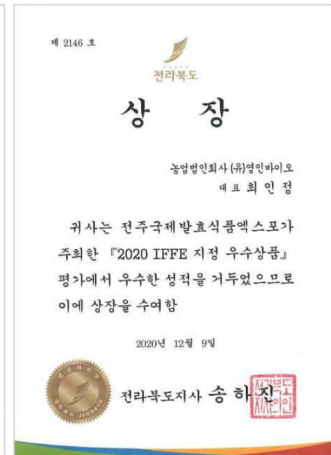 제 2146 호
전라북도
상 장
농업법인회사 (유)영인바이오
대표 최인정
귀사는 전주국제발효식품엑스포가
주최한 『2020 IFFE 지정 우수상품』
평가에서 우수한 성적을 거두었으므로
이에 상장을 수여함
2020년 12월 9일
전라북도지사 송하진